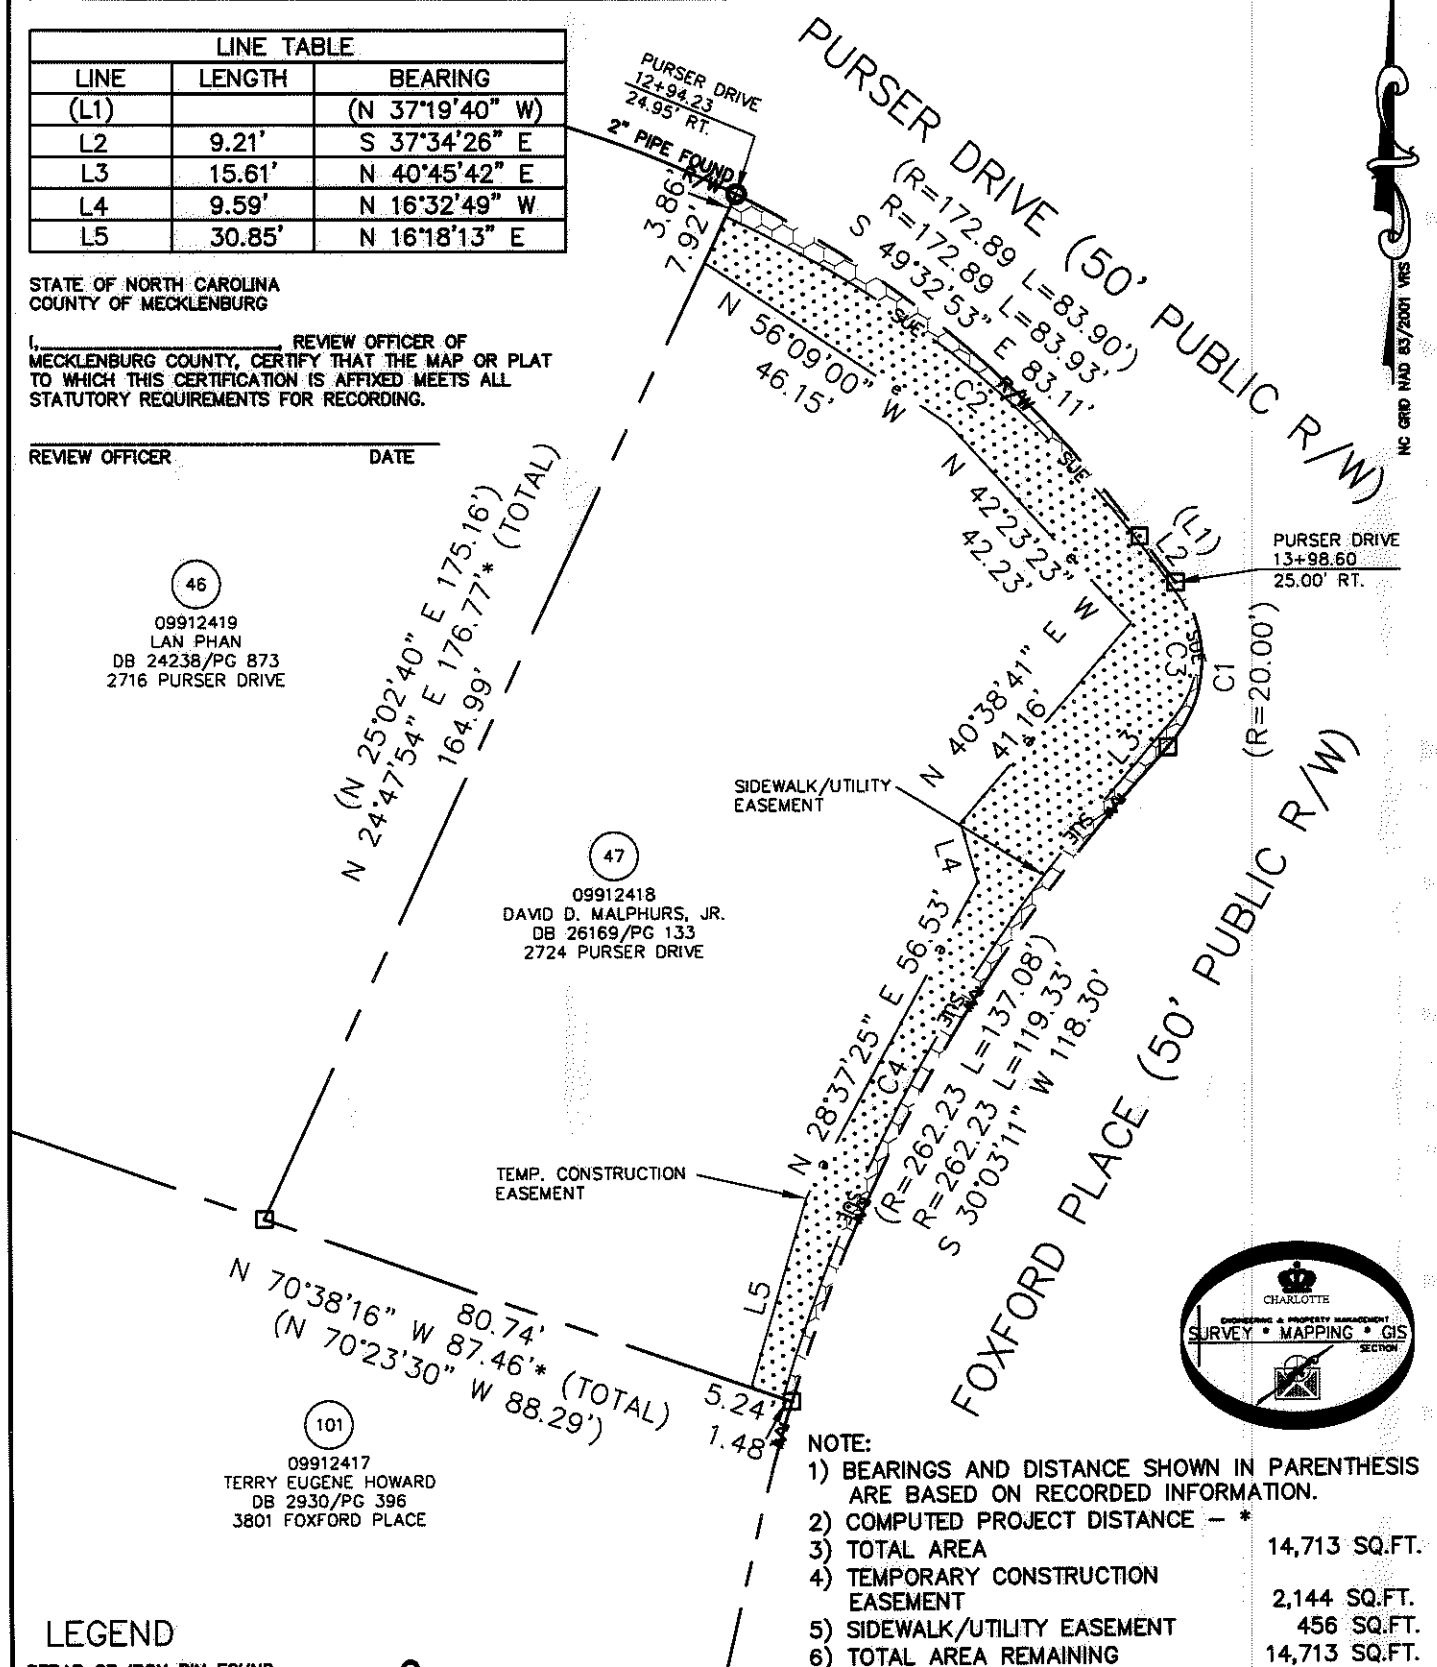 LINE TABLE
LINE LENGTH BEARING
(L1) (N 37°19'40" W)
L2 9.21' S 37°34'26" E
L3 15.61' N 40°45'42" E
L4 9.59' N 16°32'49" W
L5 30.85' N 16°18'13" E
STATE OF NORTH CAROLINA
COUNTY OF MECKLENBURG
I, REVIEW OFFICER OF
MECKLENBURG COUNTY, CERTIFY THAT THE MAP OR PLAT
TO WHICH THIS CERTIFICATION IS AFFIXED MEETS ALL
STATUTORY REQUIREMENTS FOR RECORDING.
REVIEW OFFICER DATE
PURSER DRIVE
12+94.23
24.95' RT.
2" PIPE FOUND
R/W
3.86'
7.92'
PURSER DRIVE (50' PUBLIC R/W)
(R=172.89 L=83.90')
R=172.89 L=83.93'
S 49°32'53" E 83.11'
SUE
C2
R/W
SUE
N 56°09'00" W
46.15'
N 42°23'23" W
42.23'
(L1)
L2
PURSER DRIVE
13+98.60
25.00' RT.
NC GRID NAD 83/2001 VRS
SUE
C3
C1
(R=20.00')
L3
N 40°38'41" E
41.16'
SIDEWALK/UTILITY
EASEMENT
SUE
L4
46
09912419
LAN PHAN
DB 24238/PG 873
2716 PURSER DRIVE
(N 25°02'40" E 175.16')
N 24°47'54" E 176.77'* (TOTAL)
164.99'
47
09912418
DAVID D. MALPHURS, JR.
DB 26169/PG 133
2724 PURSER DRIVE
N 28°37'25" E 56.53'
SUE
C4
(R=262.23 L=137.08')
R=262.23 L=119.33'
S 30°03'11" W 118.30'
FOXFORD PLACE (50' PUBLIC R/W)
TEMP. CONSTRUCTION
EASEMENT
SUE
L5
80.74'
N 70°38'16" W 87.46'* (TOTAL)
(N 70°23'30" W 88.29')
5.24'
1.48'
101
09912417
TERRY EUGENE HOWARD
DB 2930/PG 396
3801 FOXFORD PLACE
CHARLOTTE
ENGINEERING & PROPERTY MANAGEMENT
SURVEY * MAPPING * GIS
SECTION
NOTE:
1) BEARINGS AND DISTANCE SHOWN IN PARENTHESIS
ARE BASED ON RECORDED INFORMATION.
2) COMPUTED PROJECT DISTANCE – *
3) TOTAL AREA 14,713 SQ.FT.
4) TEMPORARY CONSTRUCTION
EASEMENT 2,144 SQ.FT.
5) SIDEWALK/UTILITY EASEMENT 456 SQ.FT.
6) TOTAL AREA REMAINING 14,713 SQ.FT.
LEGEND